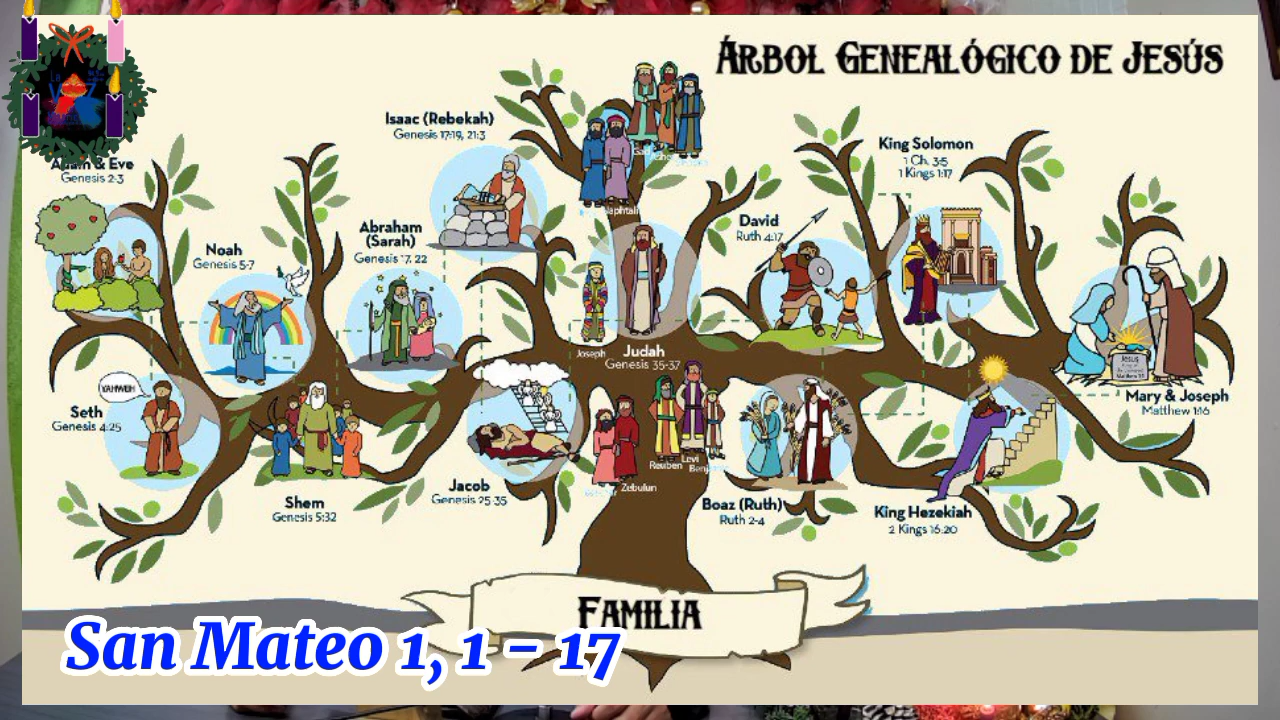 ÁRBOL GENEALÓGICO DE JESÚS
Isaac (Rebekah)
Genesis 17:19, 21:3
King Solomon
1 Ch. 3:5
1 Kings 1:17
Adam & Eve
Genesis 2-3
Abraham
(Sarah)
Genesis 17, 22
David
Ruth 4:17
Noah
Genesis 5-7
Naphtali
Joseph
Judah
Genesis 35-37
YAHWEH
Seth
Genesis 4:25
Jesus
Mary & Joseph
Matthew 1:16
Reuben
Levi
Zebulun
Jacob
Genesis 25-35
Shem
Genesis 5:32
Boaz (Ruth)
Ruth 2-4
King Hezekiah
2 Kings 16:20
FAMILIA
San Mateo 1, 1 - 17